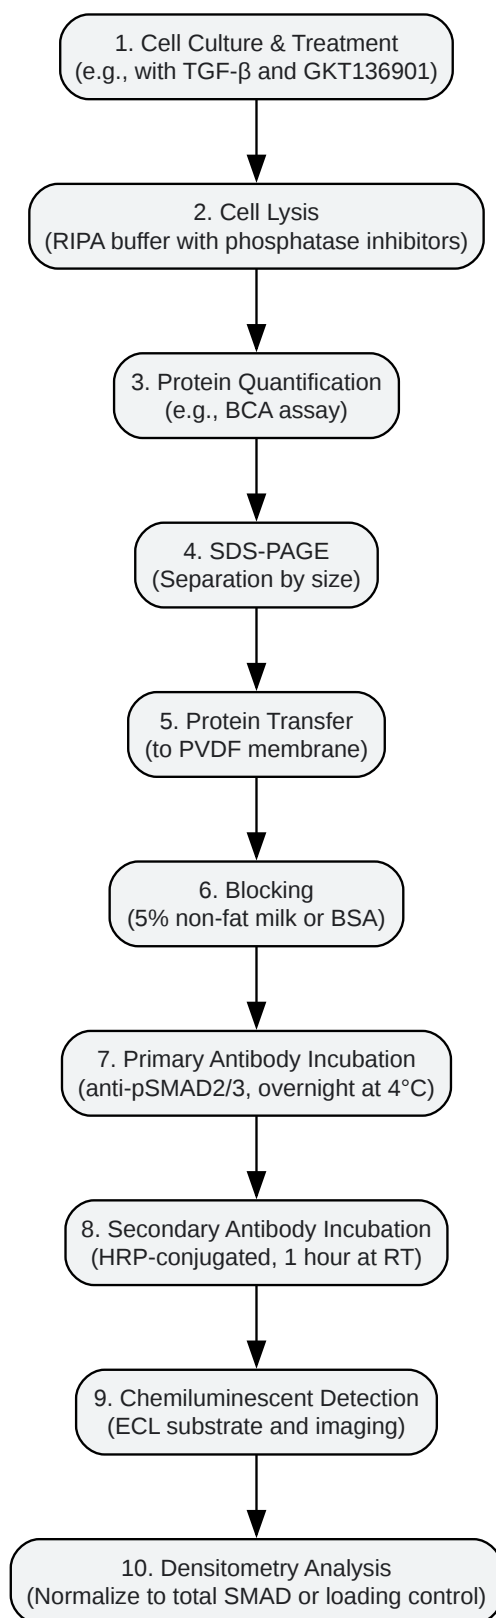 1. Cell Culture & Treatment
(e.g., with TGF-β and GKT136901)
2. Cell Lysis
(RIPA buffer with phosphatase inhibitors)
3. Protein Quantification
(e.g., BCA assay)
4. SDS-PAGE
(Separation by size)
5. Protein Transfer
(to PVDF membrane)
6. Blocking
(5% non-fat milk or BSA)
7. Primary Antibody Incubation
(anti-pSMAD2/3, overnight at 4°C)
8. Secondary Antibody Incubation
(HRP-conjugated, 1 hour at RT)
9. Chemiluminescent Detection
(ECL substrate and imaging)
10. Densitometry Analysis
(Normalize to total SMAD or loading control)